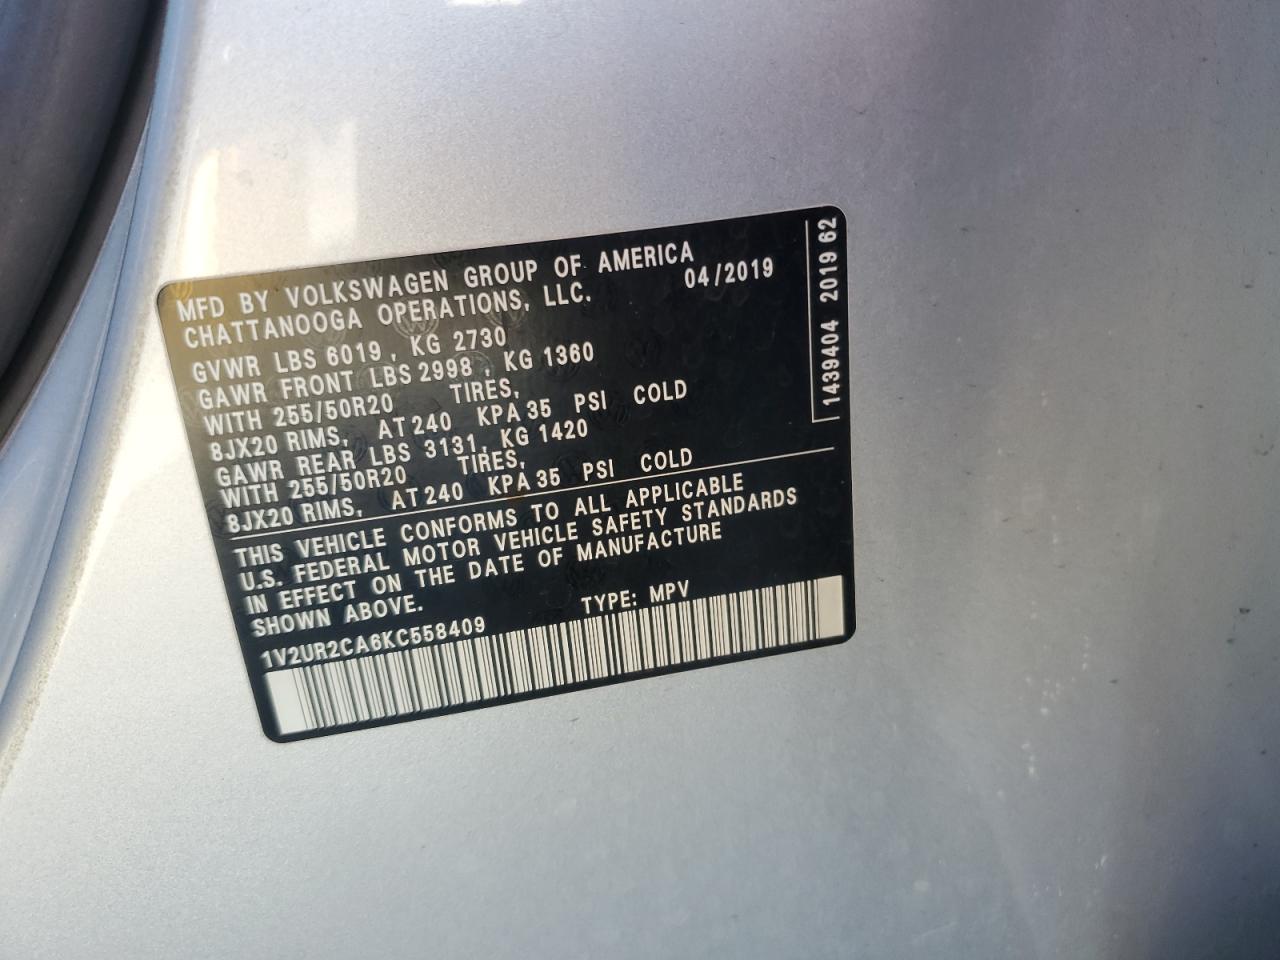 MFD BY VOLKSWAGEN GROUP OF AMERICA
CHATTANOOGA OPERATIONS, LLC. 04/2019
GVWR LBS 6019 , KG 2730
GAWR FRONT LBS 2998 , KG 1360
WITH 255/50R20 TIRES,
8JX20 RIMS, AT 240 KPA 35 PSI COLD
GAWR REAR LBS 3131, KG 1420
WITH 255/50R20 TIRES,
8JX20 RIMS, AT 240 KPA 35 PSI COLD
THIS VEHICLE CONFORMS TO ALL APPLICABLE
U.S. FEDERAL MOTOR VEHICLE SAFETY STANDARDS
IN EFFECT ON THE DATE OF MANUFACTURE
SHOWN ABOVE.
1V2UR2CA6KC558409 TYPE: MPV
1439404 2019 62